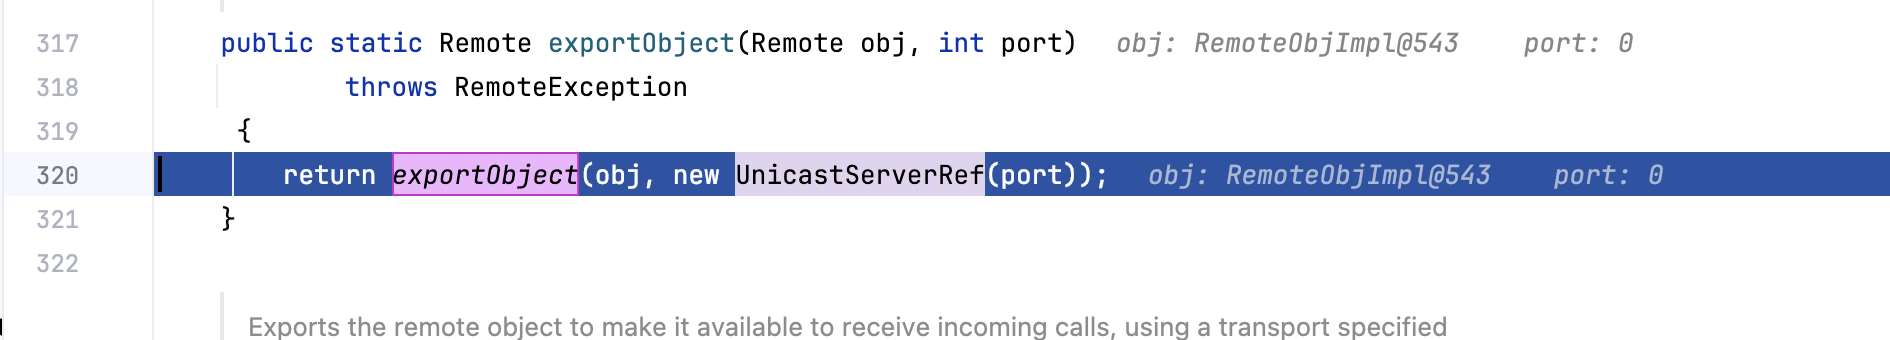 317 public static Remote exportObject(Remote obj, int port) obj: RemoteObjImpl@543 port: 0
318 throws RemoteException
319 {
320 return exportObject(obj, new UnicastServerRef(port)); obj: RemoteObjImpl@543 port: 0
321 }
322
Exports the remote object to make it available to receive incoming calls, using a transport specified